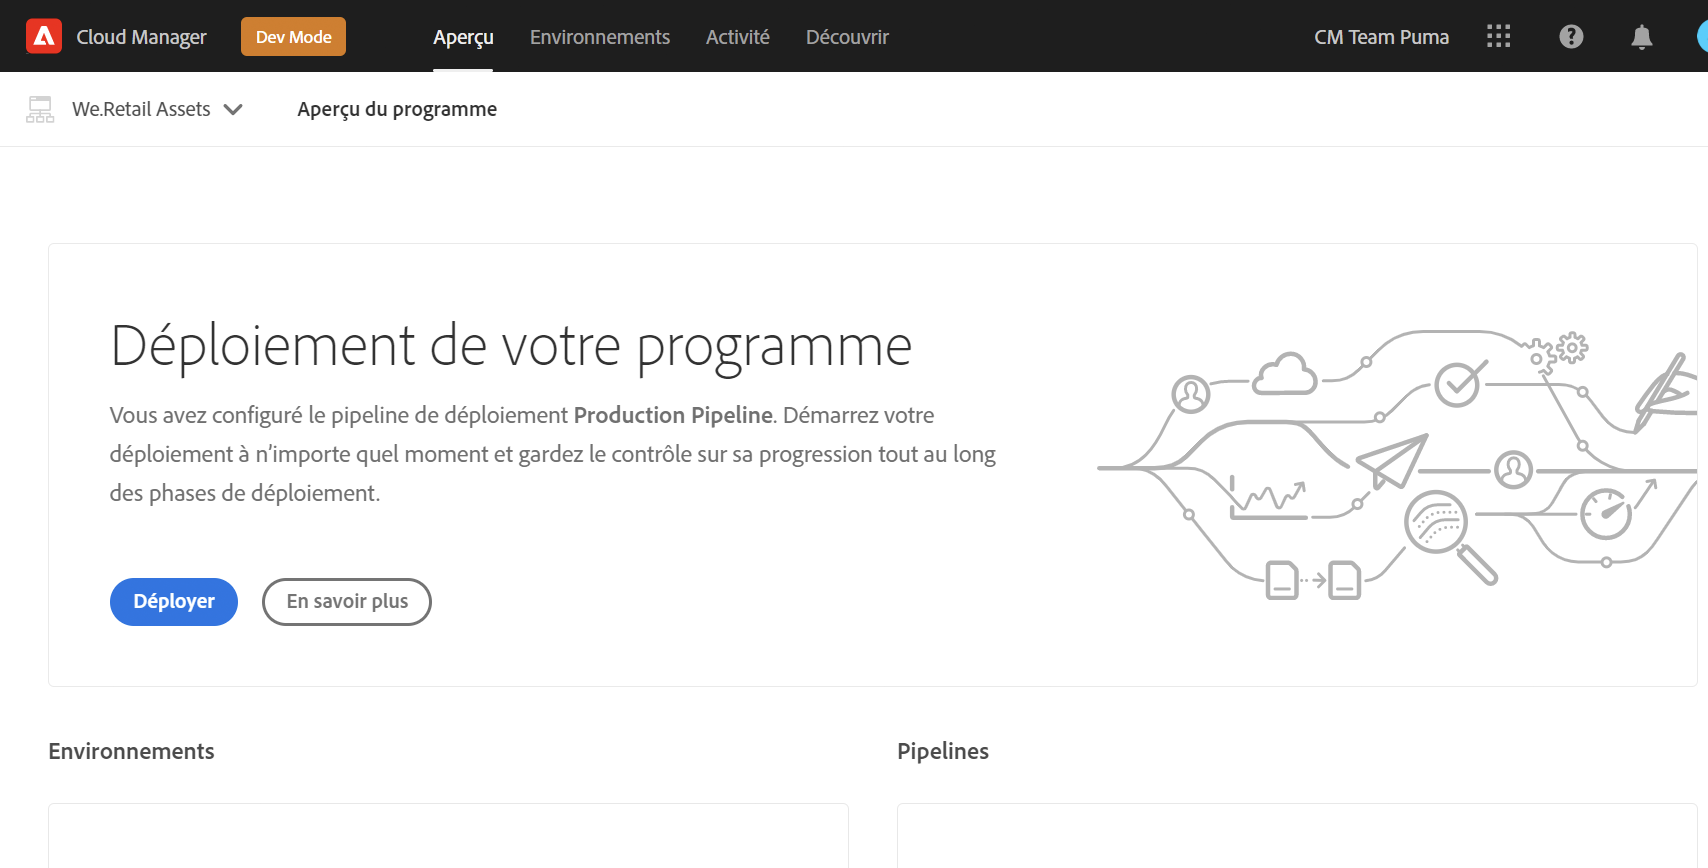 Cloud Manager
Dev Mode
Aperçu
Environnements
Activité
Découvrir
CM Team Puma
We.Retail Assets
Aperçu du programme
Déploiement de votre programme
Vous avez configuré le pipeline de déploiement Production Pipeline. Démarrez votre
déploiement à n’importe quel moment et gardez le contrôle sur sa progression tout au long
des phases de déploiement.
Déployer
En savoir plus
Environnements
Pipelines